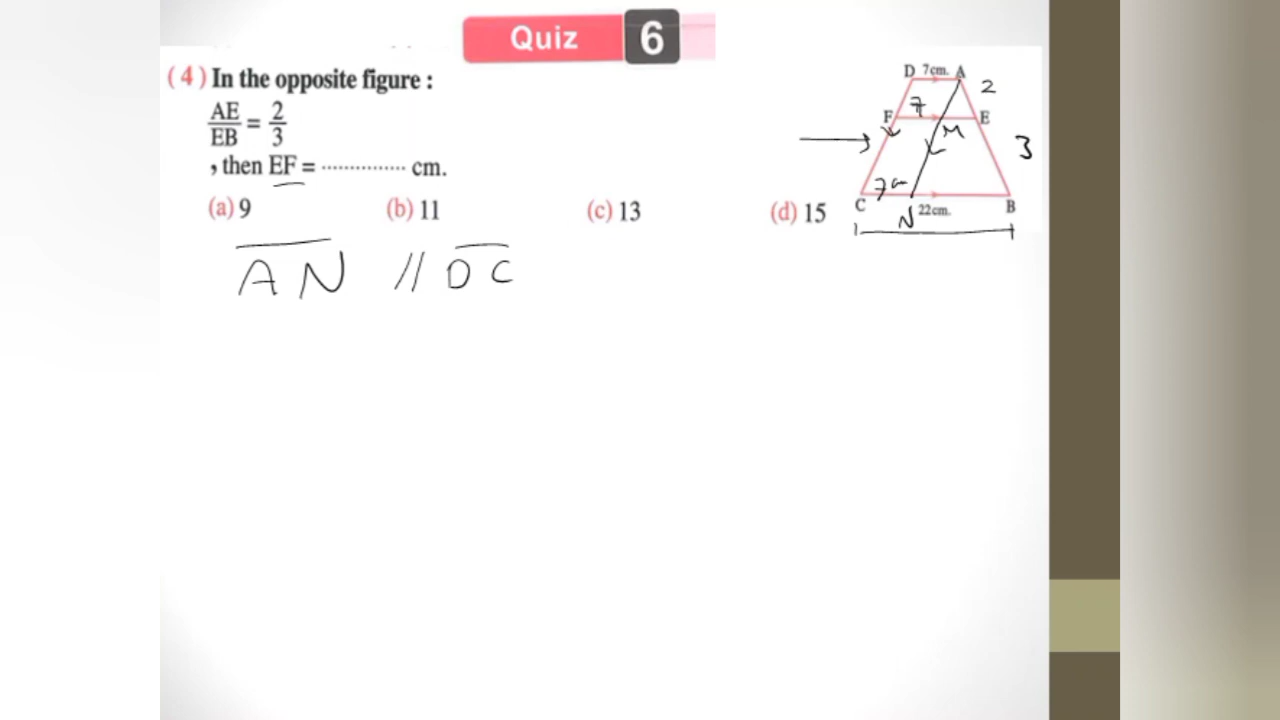 Quiz 6
(4) In the opposite figure :
AE/EB = 2/3
, then EF = ··············· cm.
(a) 9 (b) 11 (c) 13 (d) 15
D 7cm. A
2
7
F E
M
3
7
C N 22cm. B
AN // DC